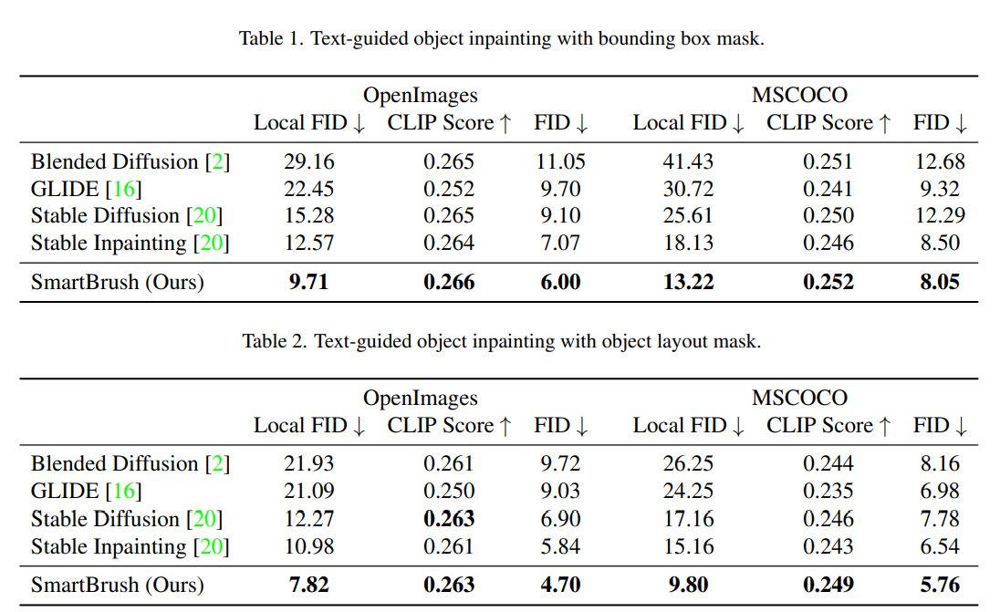 Table 1. Text-guided object inpainting with bounding box mask.
OpenImages MSCOCO
Local FID ↓ CLIP Score ↑ FID ↓ Local FID ↓ CLIP Score ↑ FID ↓
Blended Diffusion [2] 29.16 0.265 11.05 41.43 0.251 12.68
GLIDE [16] 22.45 0.252 9.70 30.72 0.241 9.32
Stable Diffusion [20] 15.28 0.265 9.10 25.61 0.250 12.29
Stable Inpainting [20] 12.57 0.264 7.07 18.13 0.246 8.50
SmartBrush (Ours) 9.71 0.266 6.00 13.22 0.252 8.05
Table 2. Text-guided object inpainting with object layout mask.
OpenImages MSCOCO
Local FID ↓ CLIP Score ↑ FID ↓ Local FID ↓ CLIP Score ↑ FID ↓
Blended Diffusion [2] 21.93 0.261 9.72 26.25 0.244 8.16
GLIDE [16] 21.09 0.250 9.03 24.25 0.235 6.98
Stable Diffusion [20] 12.27 0.263 6.90 17.16 0.246 7.78
Stable Inpainting [20] 10.98 0.261 5.84 15.16 0.243 6.54
SmartBrush (Ours) 7.82 0.263 4.70 9.80 0.249 5.76